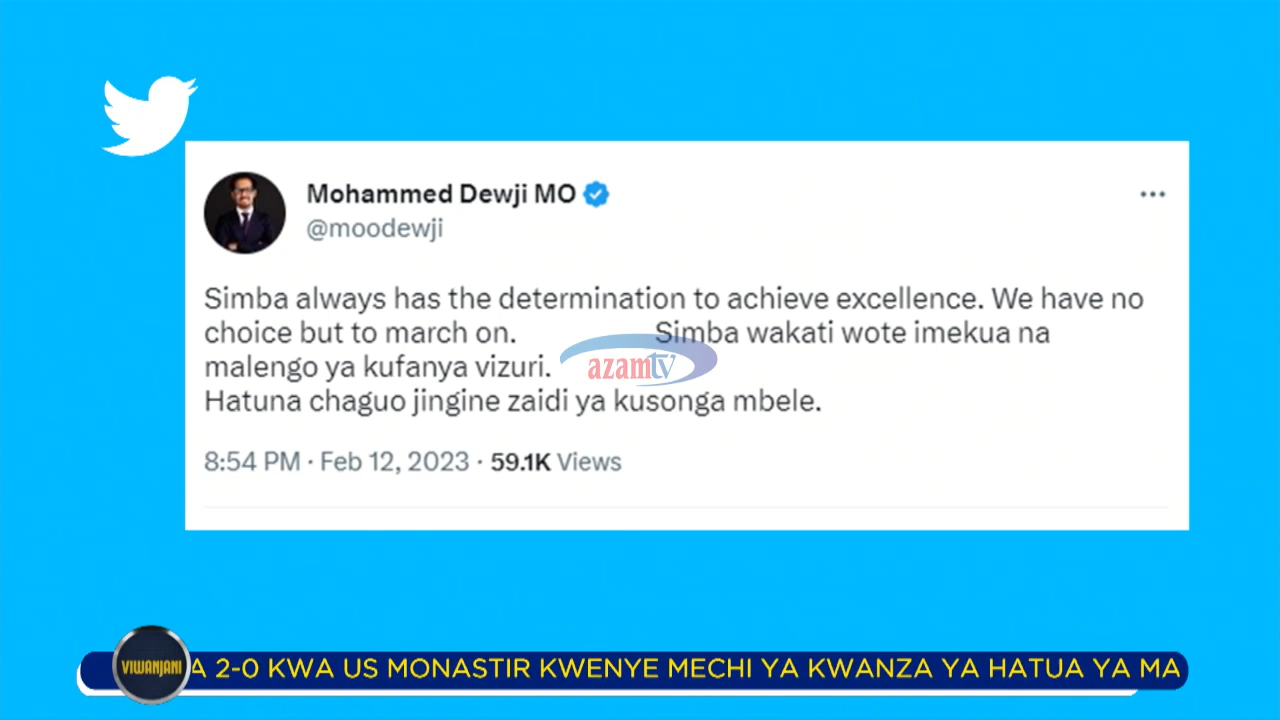 Mohammed Dewji MO
@moodewji
Simba always has the determination to achieve excellence. We have no
choice but to march on. Simba wakati wote imekua na
malengo ya kufanya vizuri.
azamtv
Hatuna chaguo jingine zaidi ya kusonga mbele.
8:54 PM · Feb 12, 2023 · 59.1K Views
VIWANJANI
A 2-0 KWA US MONASTIR KWENYE MECHI YA KWANZA YA HATUA YA MA